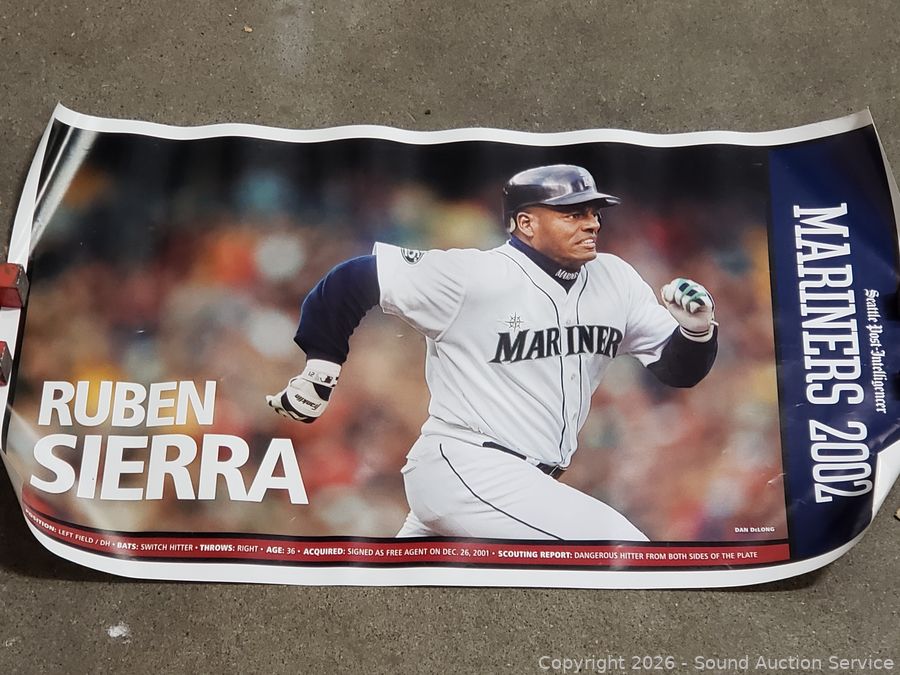 MARINERS 2002
Seattle Post-Intelligencer
MARINERS
MARINERS
Franklin
RUBEN
SIERRA
DAN DeLONG
POSITION: LEFT FIELD / DH • BATS: SWITCH HITTER • THROWS: RIGHT • AGE: 36 • ACQUIRED: SIGNED AS FREE AGENT ON DEC. 26, 2001 • SCOUTING REPORT: DANGEROUS HITTER FROM BOTH SIDES OF THE PLATE
Copyright 2026 - Sound Auction Service